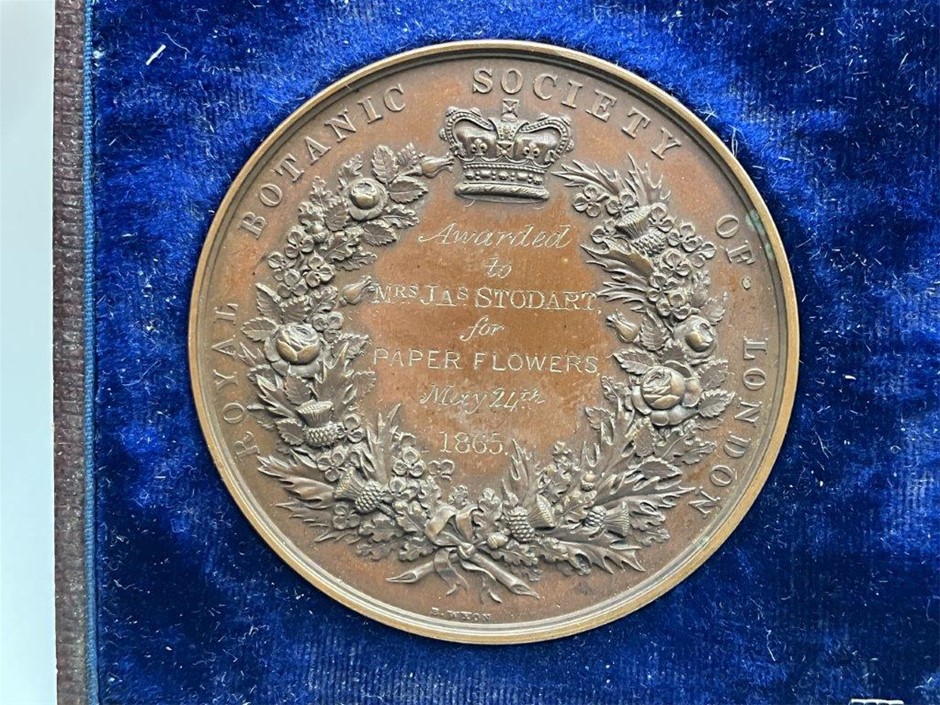 ROYAL BOTANIC SOCIETY OF LONDON
Awarded
to
MRS JAS STODART,
for
PAPER FLOWERS,
May 24th
1865.